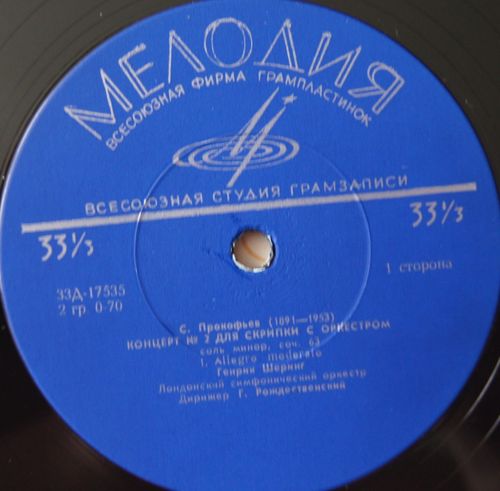 МЕЛОДИЯ
ВСЕСОЮЗНАЯ ФИРМА ГРАМПЛАСТИНОК
ВСЕСОЮЗНАЯ СТУДИЯ ГРАМЗАПИСИ
33⅓ 33⅓
33Д-17535
2 гр. 0-70
1 сторона
С. Прокофьев (1891—1953)
КОНЦЕРТ № 2 ДЛЯ СКРИПКИ С ОРКЕСТРОМ
соль минор, соч. 63
1. Allegro moderato
Генрик Шеринг
Лондонский симфонический оркестр
Дирижер Г. Рождественский